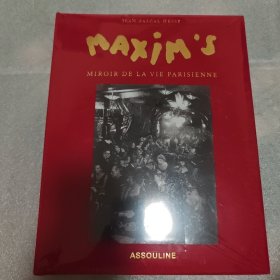 JEAN-PASCAL HESSE
MAXIM'S
MIROIR DE LA VIE PARISIENNE
ASSOULINE